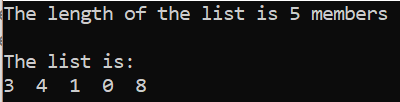 The length of the list is 5 members
The list is:
3 4 1 0 8